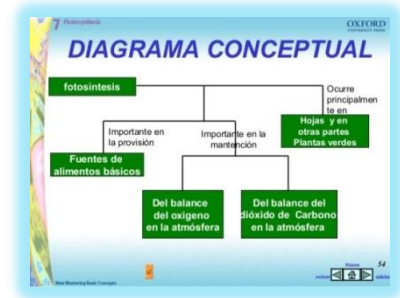 7 Photosynthesis
OXFORD
UNIVERSITY PRESS
DIAGRAMA CONCEPTUAL
fotosintesis
Ocurre
principalmen
te en
Importante en
la provisión
Importante en la
mantención
Hojas y en
otras partes
Plantas verdes
Fuentes de
alimentos básicos
Del balance
del oxigeno
en la atmósfera
Del balance del
dióxido de Carbono
en la atmósfera
Home
54
New Mastering Basic Concepts